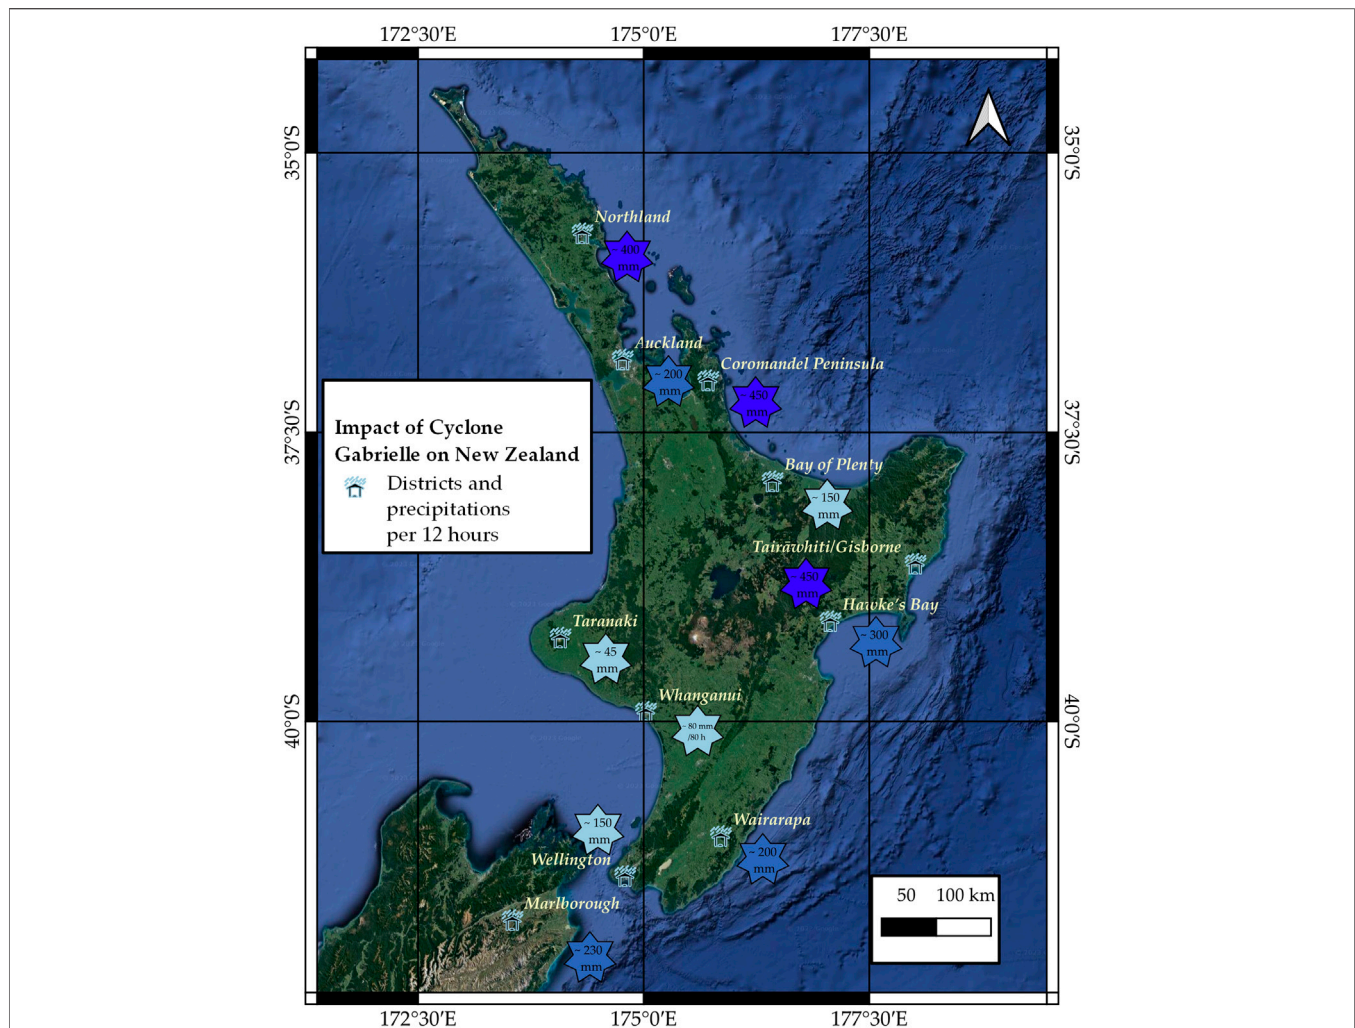 172°30′E 175°0′E 177°30′E
35°0′S
35°0′S
Northland
~ 400
mm
Auckland
~ 200
mm
Coromandel Peninsula
~ 450
mm
37°30′S
37°30′S
Impact of Cyclone
Gabrielle on New Zealand
Districts and
precipitations
per 12 hours
Bay of Plenty
~ 150
mm
Tairāwhiti/Gisborne
~ 450
mm
Hawke's Bay
~ 300
mm
Taranaki
~ 45
mm
Whanganui
~ 80 mm
/80 h
40°0′S
40°0′S
~ 150
mm
Wellington
Wairarapa
~ 200
mm
Marlborough
~ 230
mm
50 100 km
172°30′E 175°0′E 177°30′E